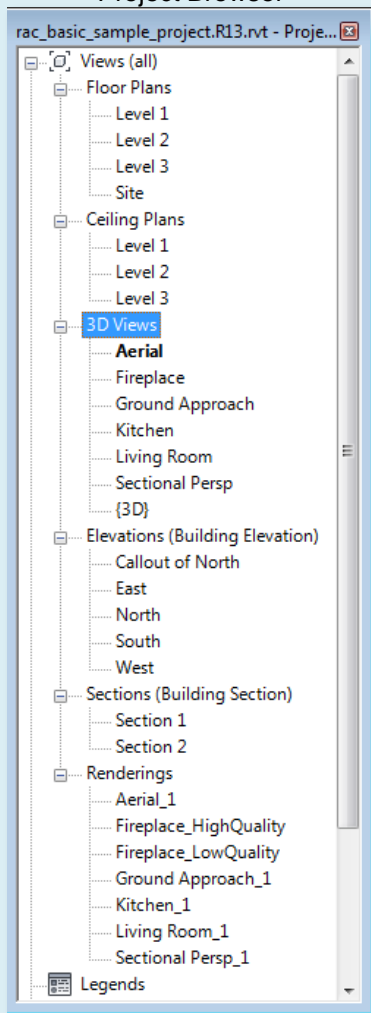 rac_basic_sample_project.R13.rvt - Proje...
Views (all)
Floor Plans
Level 1
Level 2
Level 3
Site
Ceiling Plans
Level 1
Level 2
Level 3
3D Views
Aerial
Fireplace
Ground Approach
Kitchen
Living Room
Sectional Persp
{3D}
Elevations (Building Elevation)
Callout of North
East
North
South
West
Sections (Building Section)
Section 1
Section 2
Renderings
Aerial_1
Fireplace_HighQuality
Fireplace_LowQuality
Ground Approach_1
Kitchen_1
Living Room_1
Sectional Persp_1
Legends